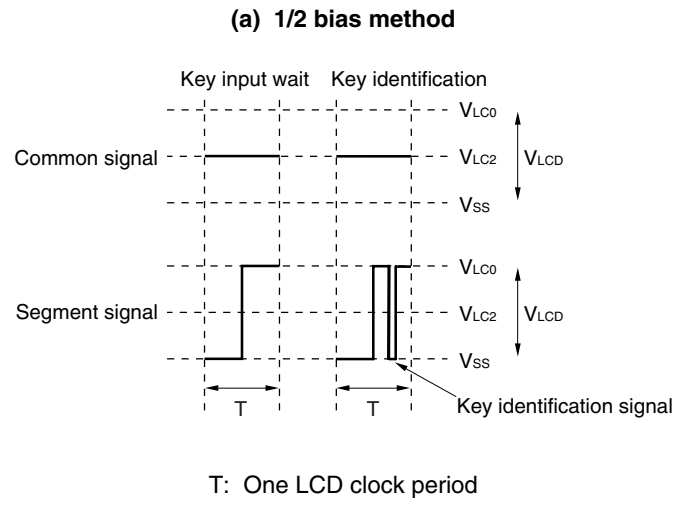 (a) 1/2 bias method
Key input wait Key identification
VLC0
Common signal VLC2 VLCD
VSS
VLC0
Segment signal VLC2 VLCD
VSS
T T
Key identification signal
T: One LCD clock period